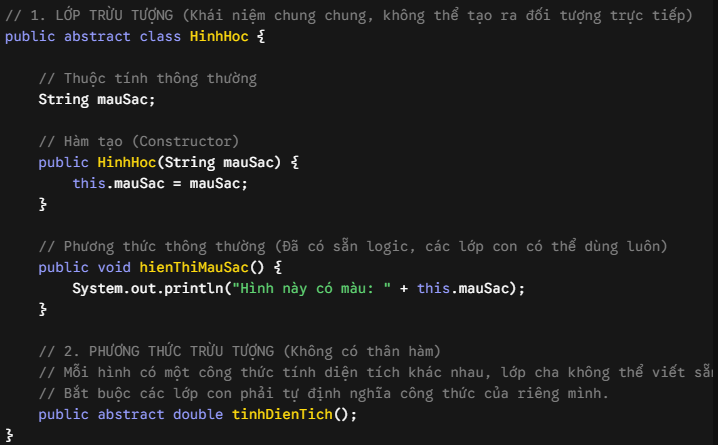 // 1. LỚP TRỪU TƯỢNG (Khái niệm chung chung, không thể tạo ra đối tượng trực tiếp)
public abstract class HinhHoc {
// Thuộc tính thông thường
String mauSac;
// Hàm tạo (Constructor)
public HinhHoc(String mauSac) {
this.mauSac = mauSac;
}
// Phương thức thông thường (Đã có sẵn logic, các lớp con có thể dùng luôn)
public void hienThiMauSac() {
System.out.println("Hình này có màu: " + this.mauSac);
}
// 2. PHƯƠNG THỨC TRỪU TƯỢNG (Không có thân hàm)
// Mỗi hình có một công thức tính diện tích khác nhau, lớp cha không thể viết sẵn
// Bắt buộc các lớp con phải tự định nghĩa công thức của riêng mình.
public abstract double tinhDienTich();
}